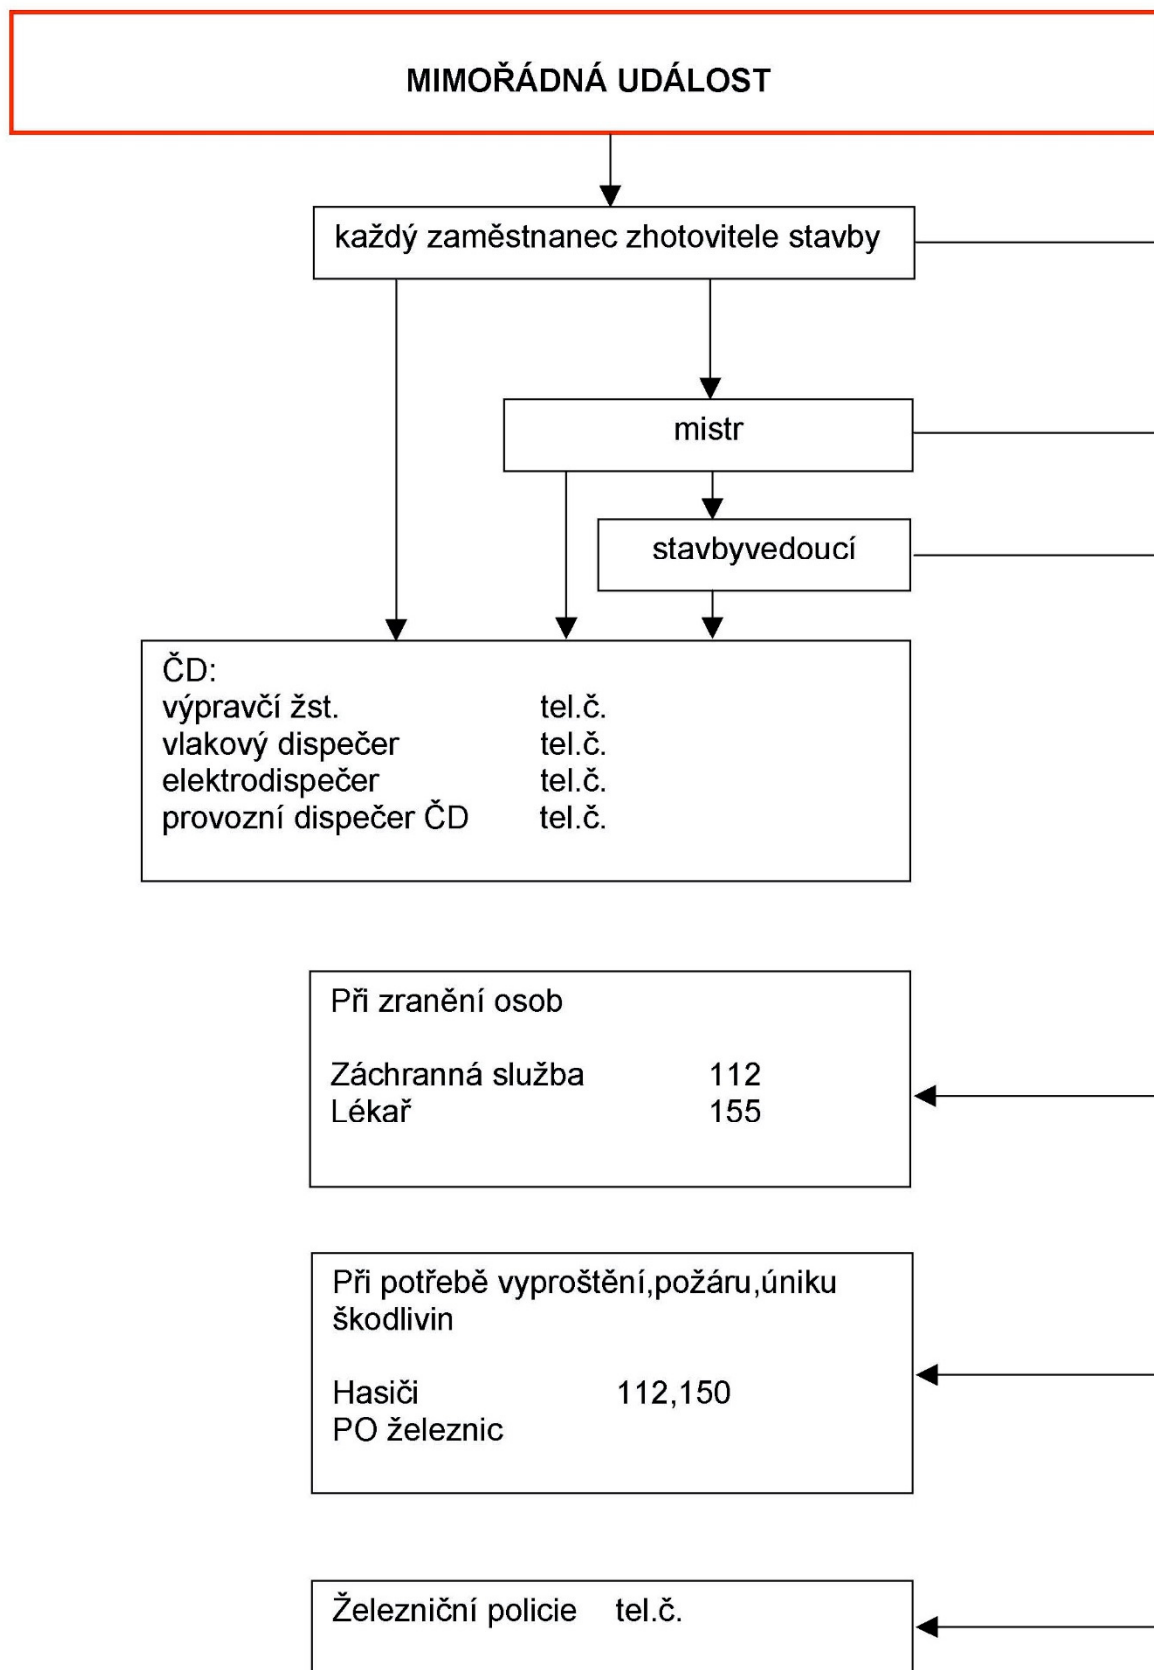 MIMOŘÁDNÁ UDÁLOST
každý zaměstnanec zhotovitele stavby
mistr
stavbyvedoucí
ČD:
výpravčí žst. tel.č.
vlakový dispečer tel.č.
elektrodispečer tel.č.
provozní dispečer ČD tel.č.
Při zranění osob
Záchranná služba 112
Lékař 155
Při potřebě vyproštění,požáru,úniku
škodlivin
Hasiči 112,150
PO železnic
Železniční policie tel.č.